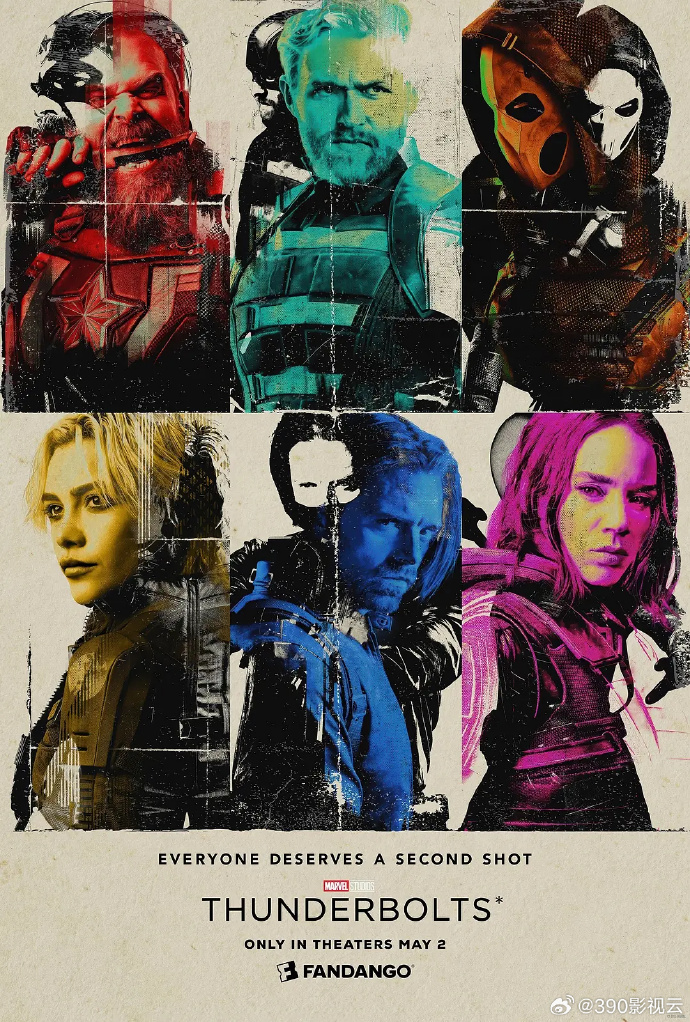 EVERYONE DESERVES A SECOND SHOT
MARVEL STUDIOS
THUNDERBOLTS*
ONLY IN THEATERS MAY 2
FANDANGO
@390影视云